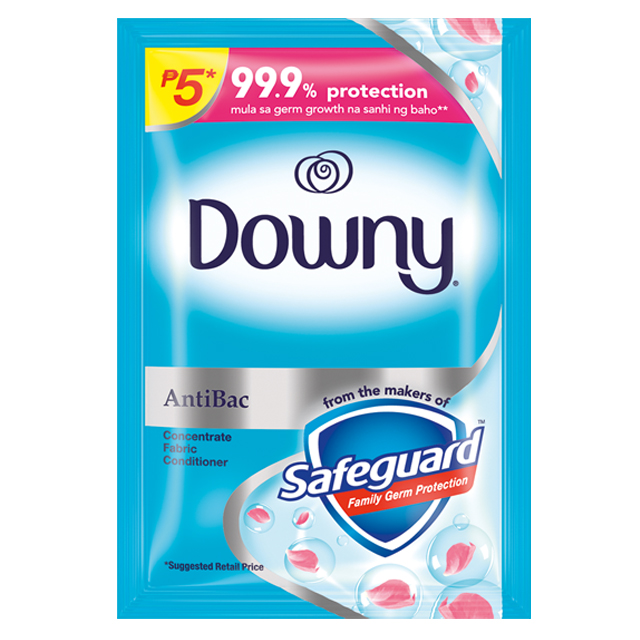 ₱5*
99.9% protection
mula sa germ growth na sanhi ng baho**
Downy®
AntiBac
Concentrate
Fabric
Conditioner
from the makers of
Safeguard™
Family Germ Protection
*Suggested Retail Price